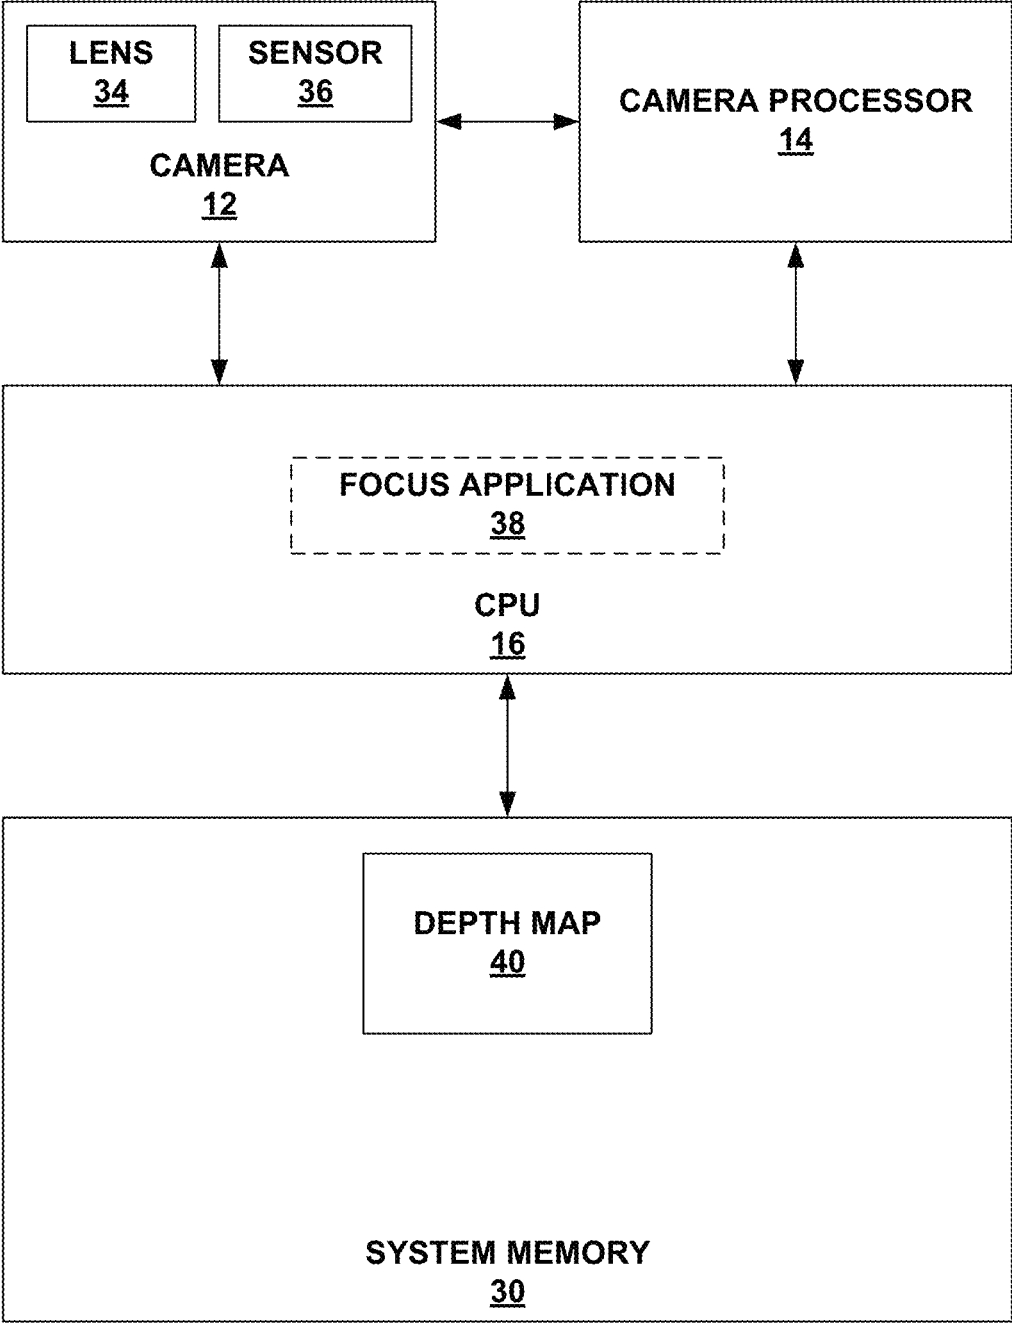 LENS
34
SENSOR
36
CAMERA
12
CAMERA PROCESSOR
14
FOCUS APPLICATION
38
CPU
16
DEPTH MAP
40
SYSTEM MEMORY
30